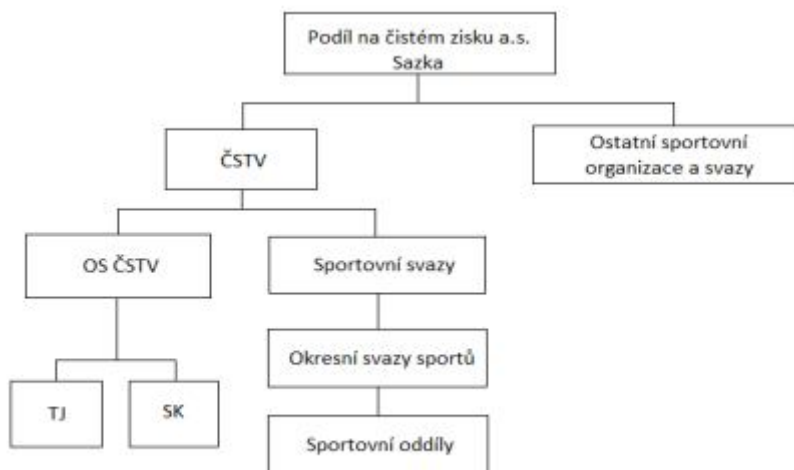 Podíl na čistém zisku a.s.
Sazka
ČSTV
Ostatní sportovní
organizace a svazy
OS ČSTV
Sportovní svazy
Okresní svazy sportů
TJ
SK
Sportovní oddíly